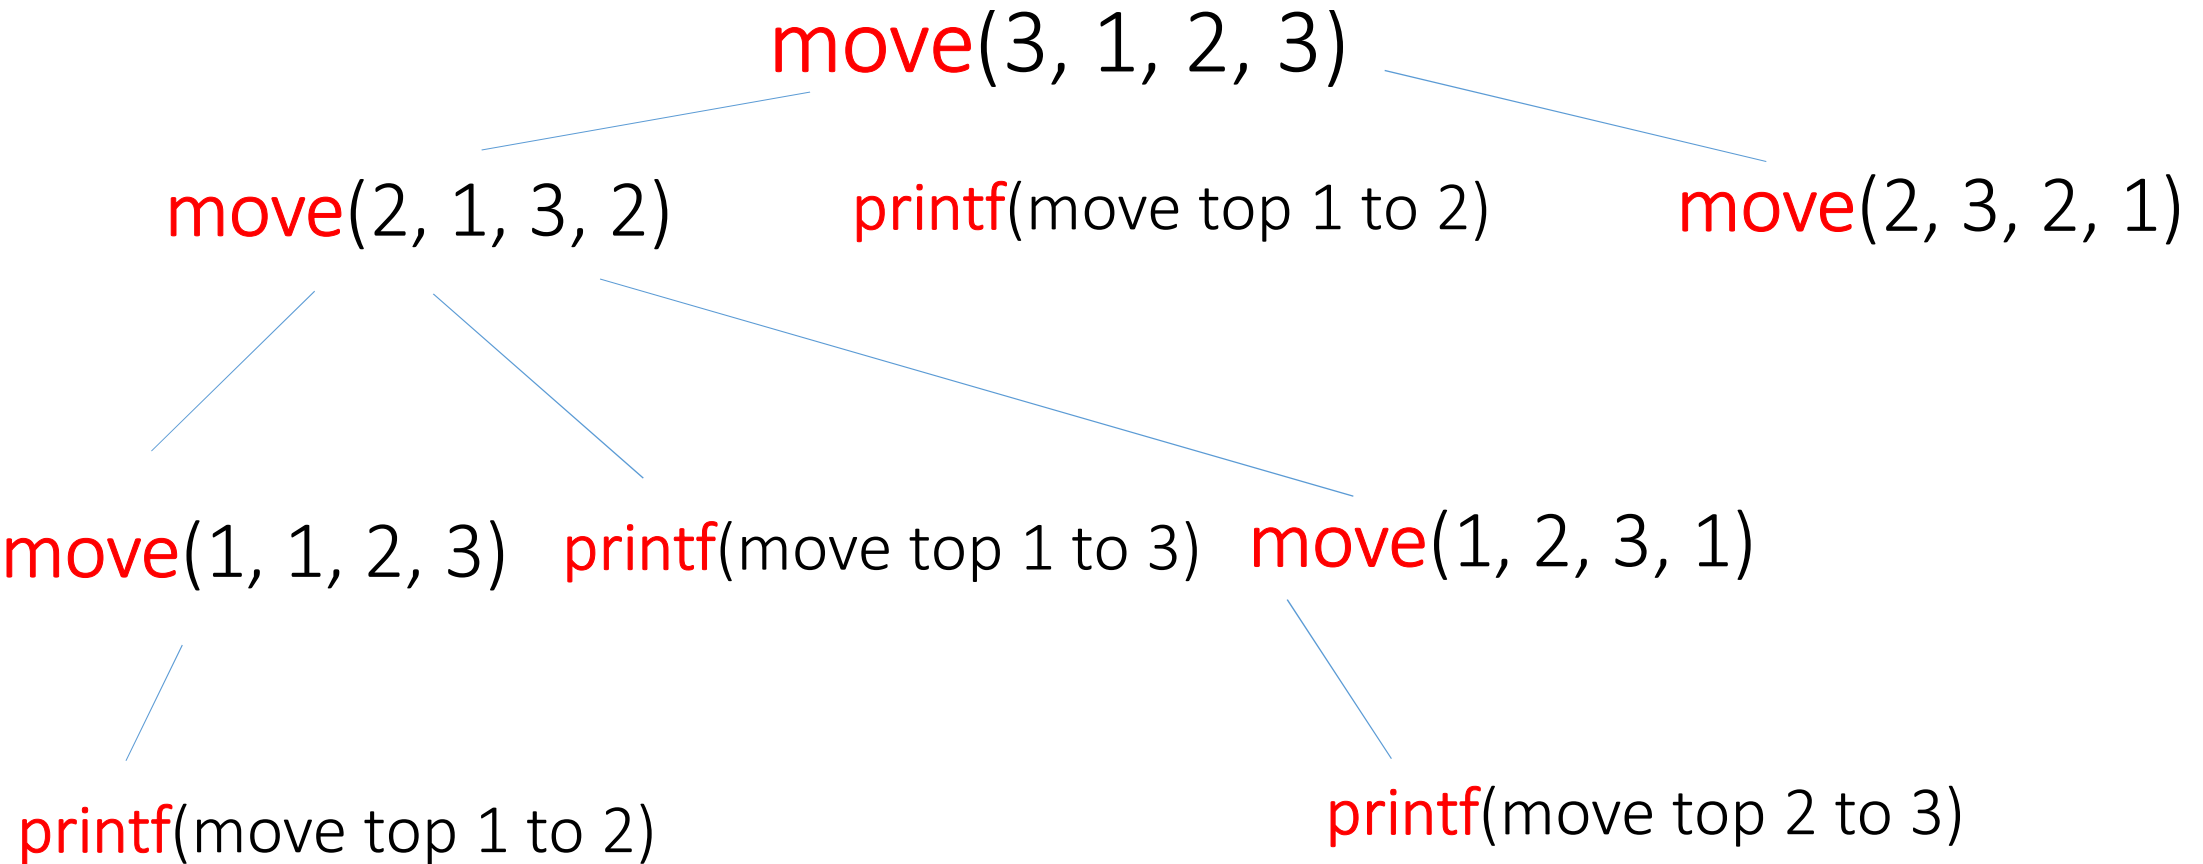 move(3, 1, 2, 3)
move(2, 1, 3, 2)
printf(move top 1 to 2)
move(2, 3, 2, 1)
move(1, 1, 2, 3)
printf(move top 1 to 3)
move(1, 2, 3, 1)
printf(move top 1 to 2)
printf(move top 2 to 3)